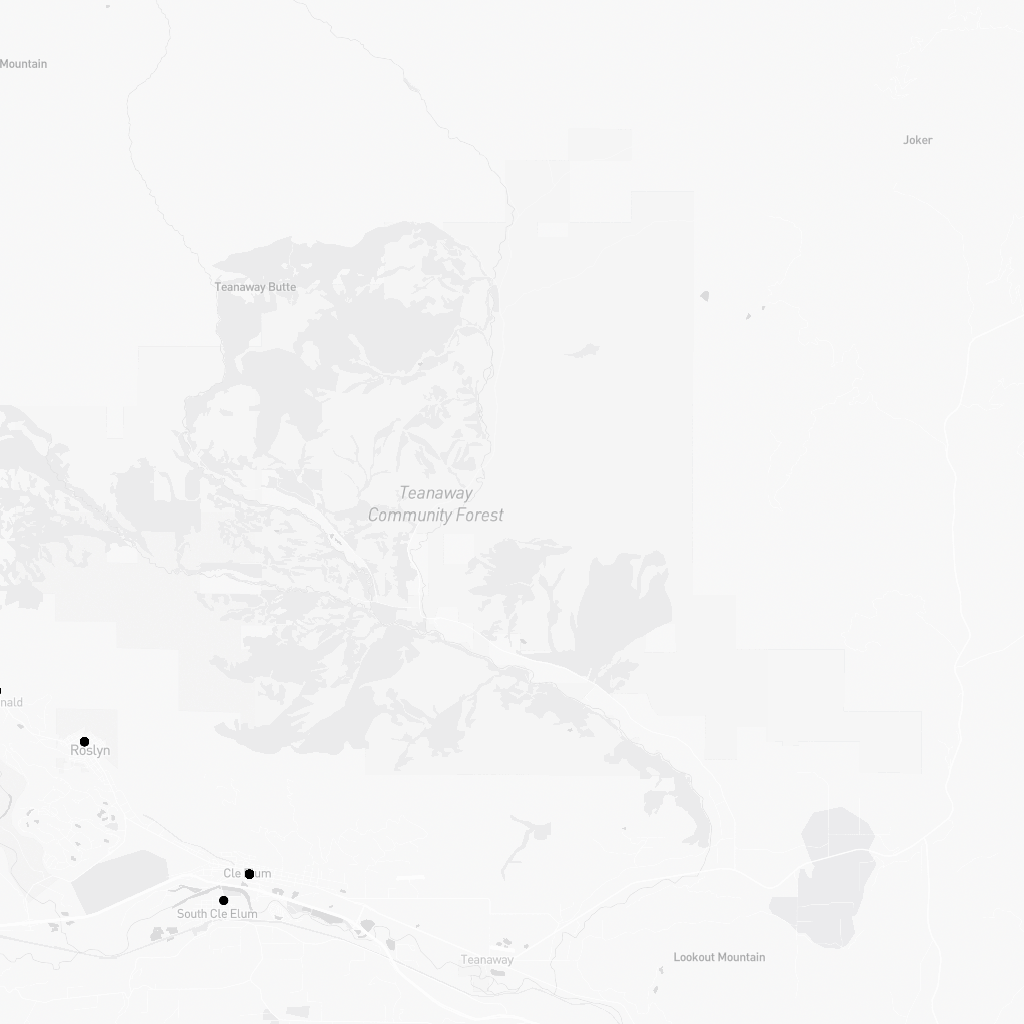 Mountain
Joker
Teanaway Butte
Teanaway
Community Forest
nald
Roslyn
Cle Elum
South Cle Elum
Teanaway
Lookout Mountain